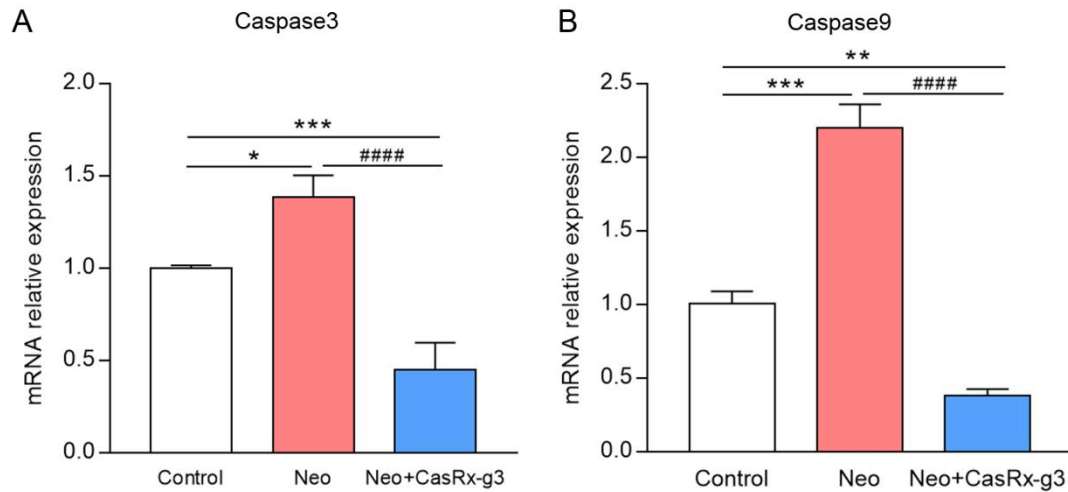 A
Caspase3
mRNA relative expression
2.0
1.5
1.0
0.5
0.0
***
*
####
Control
Neo
Neo+CasRx-g3
B
Caspase9
mRNA relative expression
2.5
2.0
1.5
1.0
0.5
0.0
**
***
####
Control
Neo
Neo+CasRx-g3